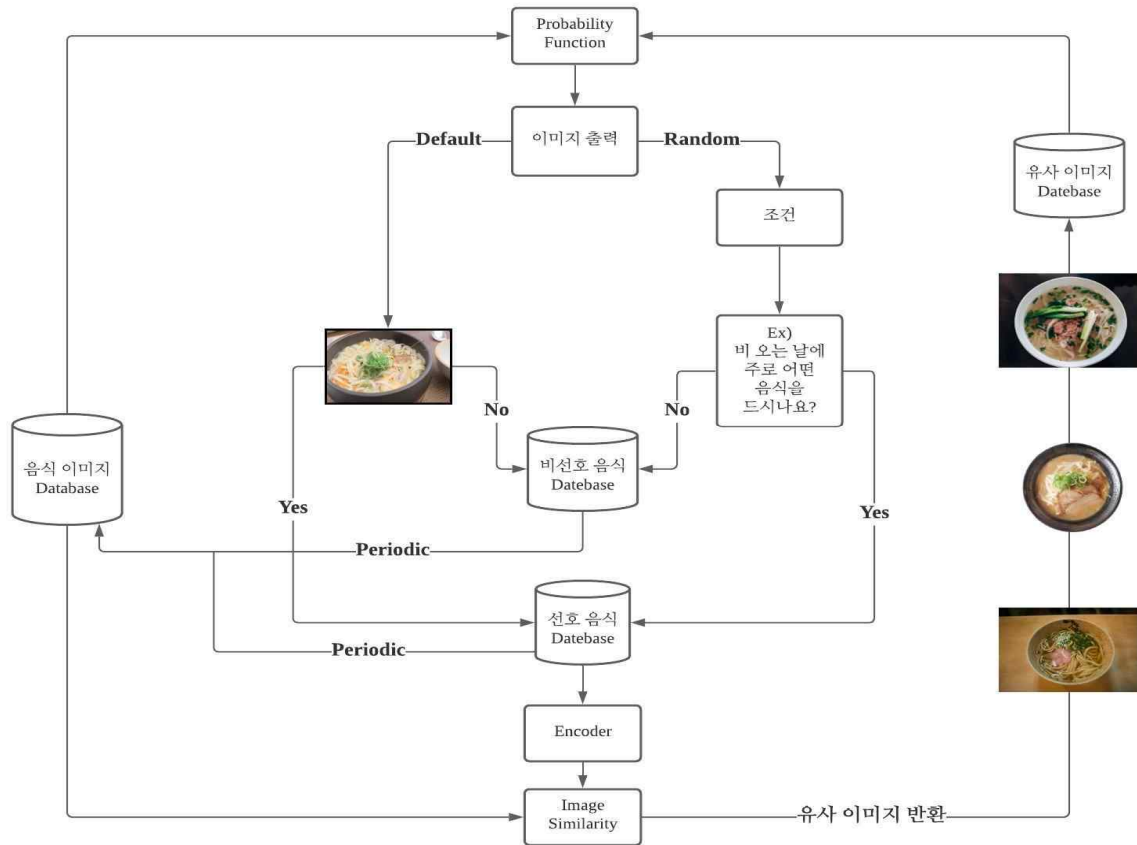 Probability
Function
Default
이미지 출력
Random
유사 이미지
Datebase
조건
Ex)
비 오는 날에
주로 어떤
음식을
드시나요?
No
No
음식 이미지
Database
비선호 음식
Datebase
Yes
Yes
Periodic
선호 음식
Datebase
Periodic
Encoder
Image
Similarity
유사 이미지 반환